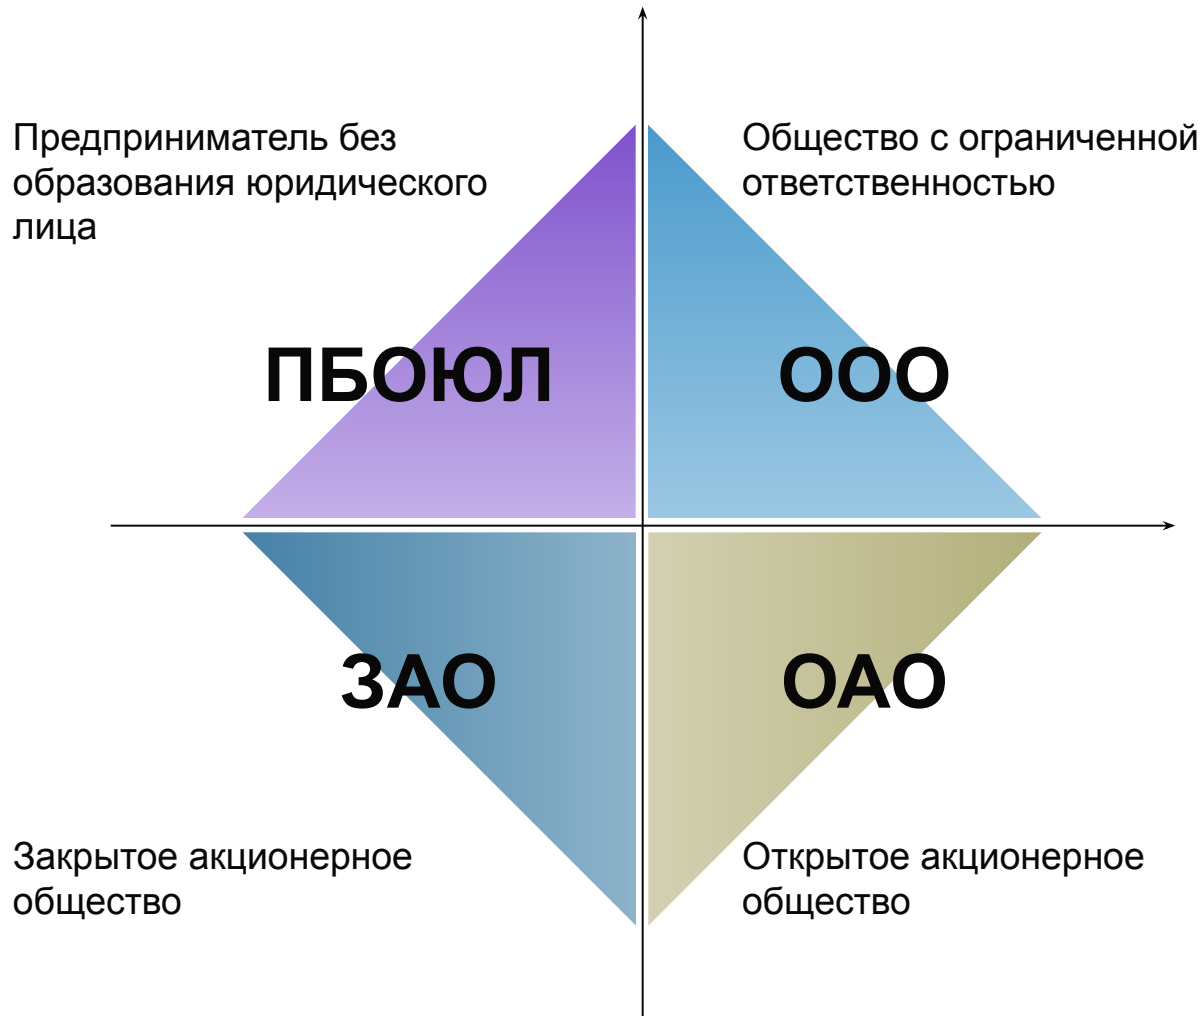 Предприниматель без
образования юридического
лица
Общество с ограниченной
ответственностью
ПБОЮЛ
ООО
ЗАО
ОАО
Закрытое акционерное
общество
Открытое акционерное
общество